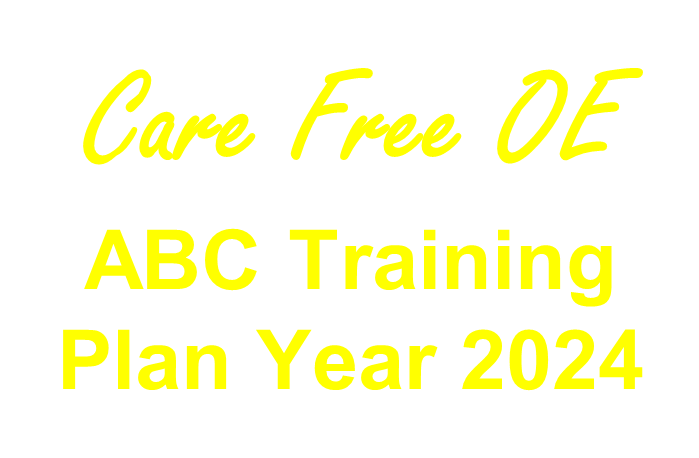 Care Free OE
ABC Training
Plan Year 2024